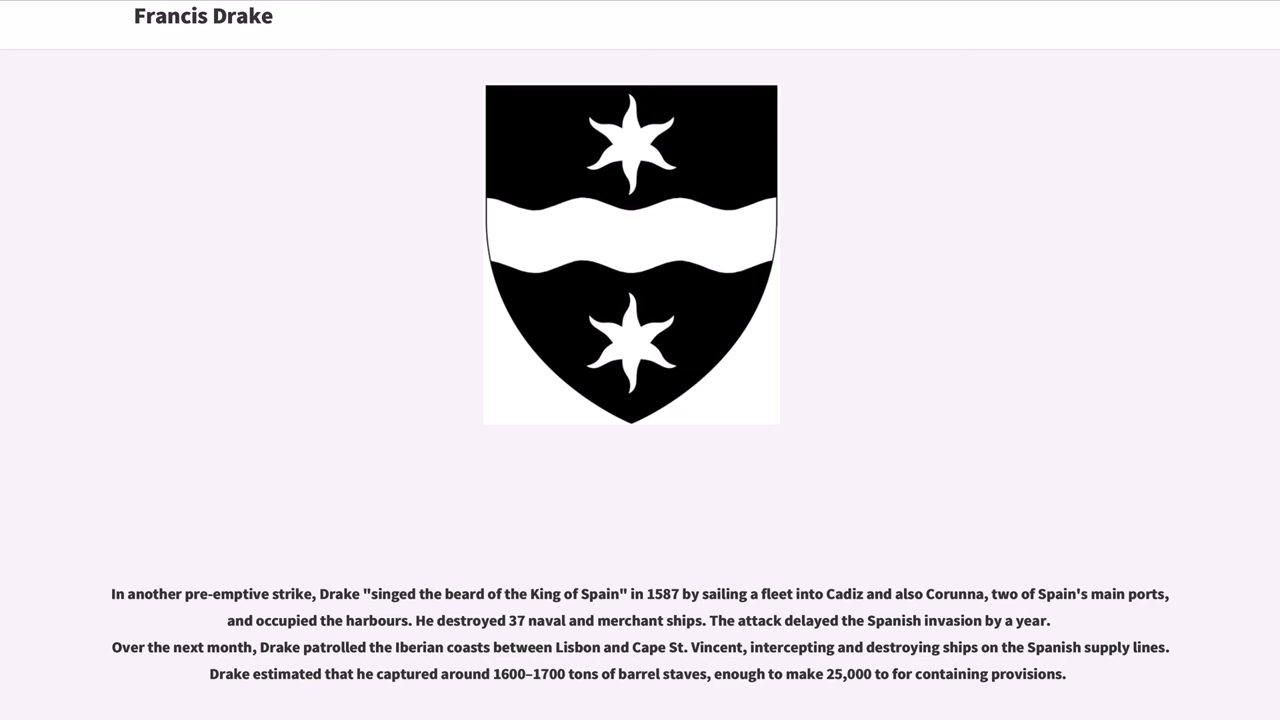 Francis Drake
In another pre-emptive strike, Drake "singed the beard of the King of Spain" in 1587 by sailing a fleet into Cadiz and also Corunna, two of Spain's main ports,
and occupied the harbours. He destroyed 37 naval and merchant ships. The attack delayed the Spanish invasion by a year.
Over the next month, Drake patrolled the Iberian coasts between Lisbon and Cape St. Vincent, intercepting and destroying ships on the Spanish supply lines.
Drake estimated that he captured around 1600–1700 tons of barrel staves, enough to make 25,000 to for containing provisions.